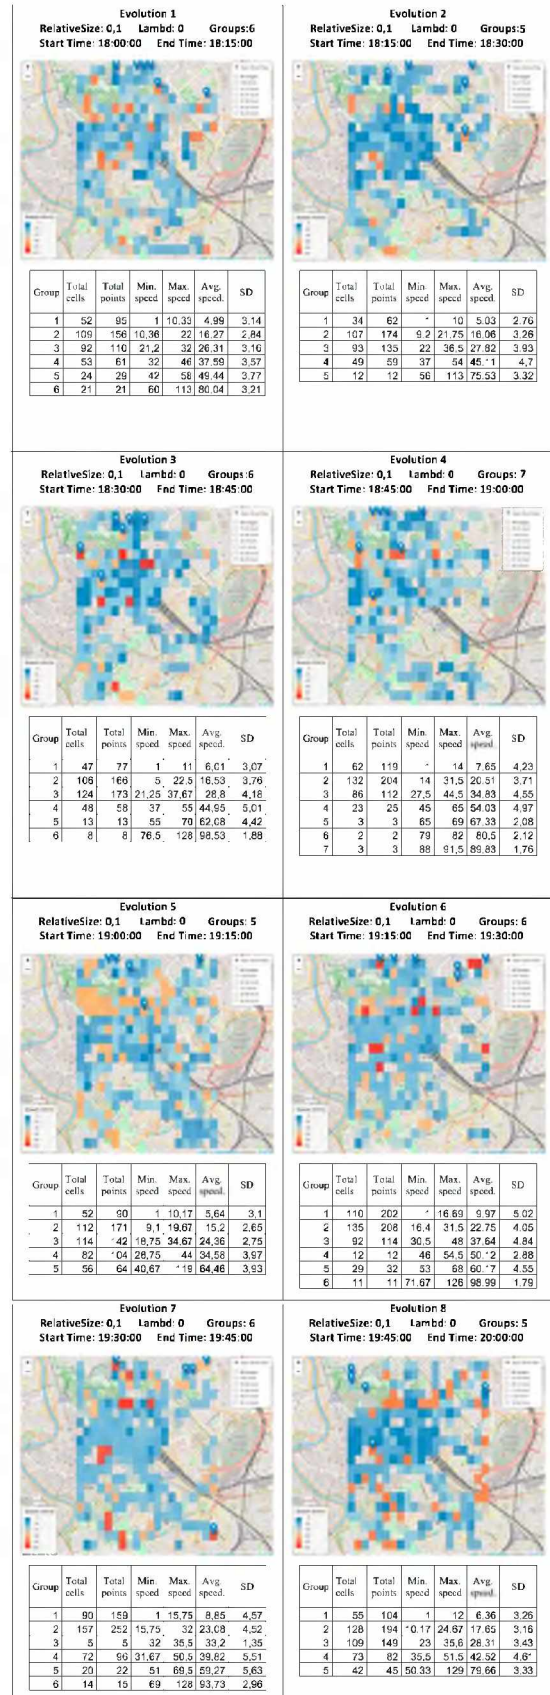 Evolution 1
RelativeSize: 0,1 Lambd: 0 Groups:6
Start Time: 18:00:00 End Time: 18:15:00
Group Total cells Total points Min. speed Max. speed Avg. speed. SD
1 52 95 1 10,33 4,99 3,14
2 109 156 10,36 22 16,27 2,84
3 92 110 21,2 32 26,31 3,16
4 53 61 32 46 37,59 3,57
5 24 29 42 58 49,44 3,77
6 21 21 60 113 80,04 3,21
Evolution 2
RelativeSize: 0,1 Lambd: 0 Groups:5
Start Time: 18:15:00 End Time: 18:30:00
Group Total cells Total points Min. speed Max. speed Avg. speed. SD
1 34 62 10 5,03 2,76
2 107 174 9,2 21,75 16,06 3,26
3 93 135 22 36,5 27,82 3,93
4 49 59 37 54 45,11 4,7
5 12 12 56 113 75,53 3,32
Evolution 3
RelativeSize: 0,1 Lambd: 0 Groups:6
Start Time: 18:30:00 End Time: 18:45:00
Group Total cells Total points Min. speed Max. speed Avg. speed. SD
1 47 77 1 11 6,01 3,07
2 106 166 5 22,5 16,53 3,76
3 124 173 21,25 37,67 28,8 4,18
4 48 58 37 55 44,95 5,01
5 13 13 55 70 62,08 4,42
6 8 8 76,5 128 98,53 1,88
Evolution 4
RelativeSize: 0,1 Lambd: 0 Groups: 7
Start Time: 18:45:00 End Time: 19:00:00
Group Total cells Total points Min. speed Max. speed Avg. speed. SD
1 62 119 14 7,65 4,23
2 132 204 14 31,5 20,51 3,71
3 86 112 27,5 44,5 34,83 4,55
4 23 25 45 65 54,03 4,97
5 3 3 65 69 67,33 2,08
6 2 2 79 82 80,5 2,12
7 3 3 88 91,5 89,83 1,76
Evolution 5
RelativeSize: 0,1 Lambd: 0 Groups: 5
Start Time: 19:00:00 End Time: 19:15:00
Group Total cells Total points Min. speed Max. speed Avg. speed. SD
1 52 90 1 10,17 5,64 3,1
2 112 171 9,1 19,67 15,2 2,65
3 114 142 18,75 34,67 24,36 2,75
4 82 104 28,75 44 34,58 3,97
5 56 64 40,67 119 64,46 3,93
Evolution 6
RelativeSize: 0,1 Lambd: 0 Groups: 6
Start Time: 19:15:00 End Time: 19:30:00
Group Total cells Total points Min. speed Max. speed Avg. speed. SD
1 110 202 16,69 9,97 5,02
2 135 208 16,4 31,5 22,75 4,05
3 92 114 30,5 48 37,64 4,84
4 12 12 46 54,5 50,12 2,88
5 29 32 53 68 60,17 4,55
6 11 11 71,67 126 98,99 1,79
Evolution 7
RelativeSize: 0,1 Lambd: 0 Groups: 6
Start Time: 19:30:00 End Time: 19:45:00
Group Total cells Total points Min. speed Max. speed Avg. speed. SD
1 90 159 1 15,75 8,85 4,57
2 157 252 15,75 32 23,08 4,52
3 5 5 32 35,5 33,2 1,35
4 72 96 31,67 50,5 39,82 5,51
5 20 22 51 69,5 59,27 5,63
6 14 15 69 128 93,73 2,96
Evolution 8
RelativeSize: 0,1 Lambd: 0 Groups: 5
Start Time: 19:45:00 End Time: 20:00:00
Group Total cells Total points Min. speed Max. speed Avg. SD
1 55 104 1 12 6,36 3,26
2 128 194 10,17 24,67 17,65 3,16
3 109 149 23 35,6 28,31 3,43
4 73 82 35,5 51,5 42,52
5 42 45 50,33 129 79,66 3,33